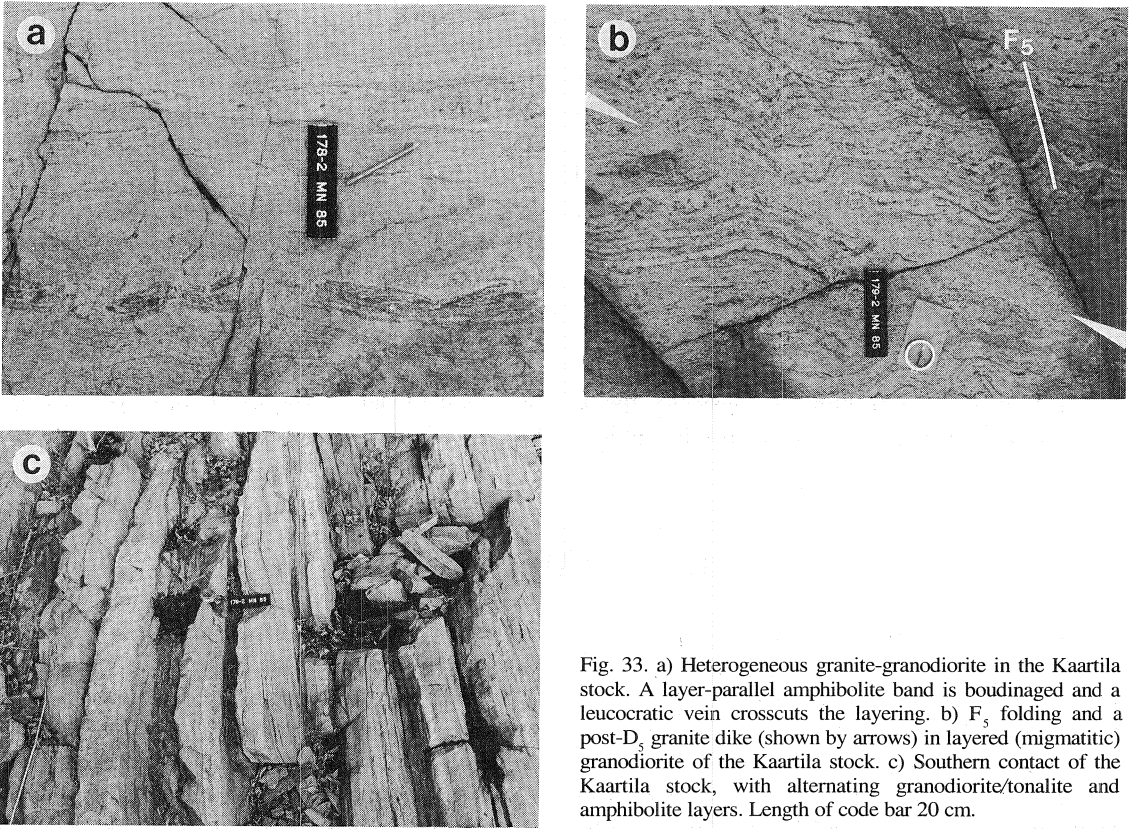 a
178-2 MN 85
b
F5
179-2 MN 85
c
Fig. 33. a) Heterogeneous granite-granodiorite in the Kaartila
stock. A layer-parallel amphibolite band is boudinaged and a
leucocratic vein crosscuts the layering. b) F5 folding and a
post-D5 granite dike (shown by arrows) in layered (migmatitic)
granodiorite of the Kaartila stock. c) Southern contact of the
Kaartila stock, with alternating granodiorite/tonalite and
amphibolite layers. Length of code bar 20 cm.